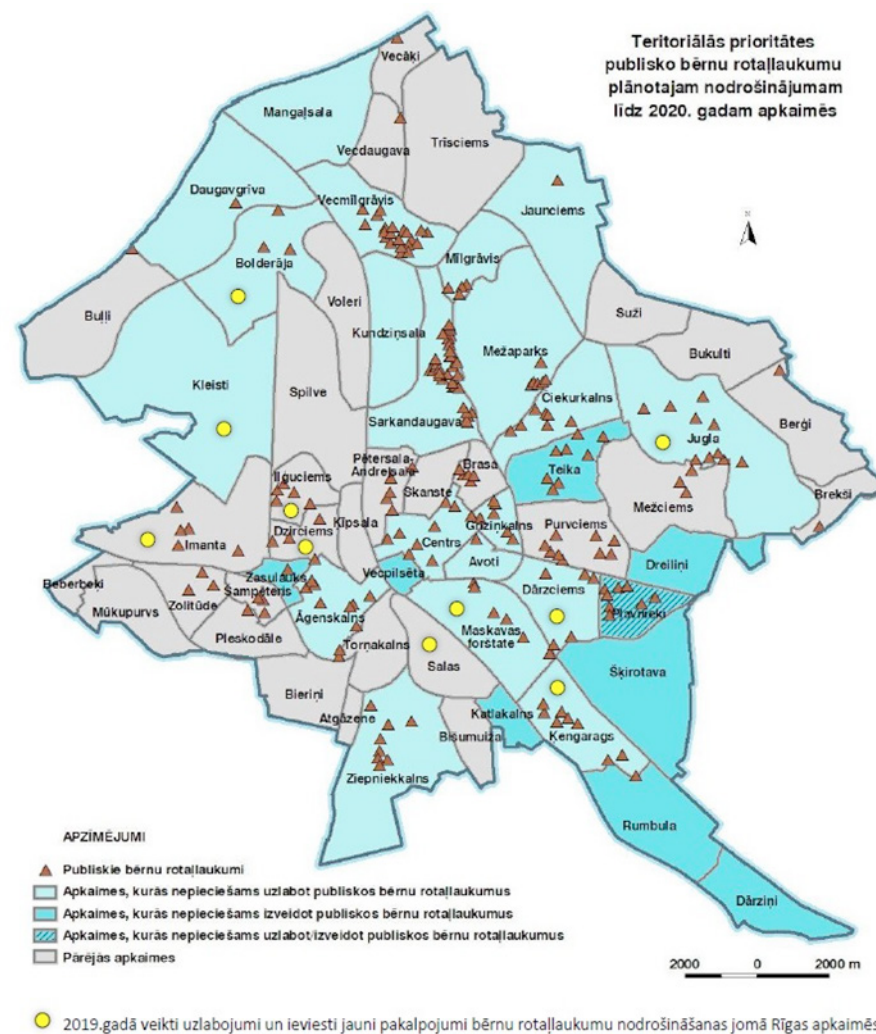 Teritoriālās prioritātes
publisko bērnu rotaļlaukumu
plānotajam nodrošinājumam
līdz 2020. gadam apkaimēs
Vecāķi
Mangaļsala
Trīsciems
Vecdaugava
Daugavgrīva
Vecmīlgrāvis
Jaunciems
Mīlgrāvis
Bolderāja
Voleri
Suži
Buļļi
Kundziņsala
Mežaparks
Bukulti
Kleisti
Spilve
Ciekurkalns
Sarkandaugava
Jugla
Berģi
Pētersala-
Andrejsala
Brasa
Teika
Iļģuciems
Skanste
Mežciems
Brekši
Ķīpsala
Grīziņkalns
Purvciems
Imanta
Dzirciems
Centrs
Avoti
Dreiliņi
Beberbeķi
Zasulauks
Vecpilsēta
Dārzciems
Mūkupurvs
Zolitūde
Šampēteris
Āgenskalns
Pļavnieki
Pleskodāle
Torņakalns
Maskavas
forštate
Salas
Šķirotava
Bieriņi
Atgāzene
Katlakalns
Bišumuiža
Ķengarags
Ziepniekkalns
Rumbula
Dārziņi
APZĪMĒJUMI
Publiskie bērnu rotaļlaukumi
Apkaimes, kurās nepieciešams uzlabot publiskos bērnu rotaļlaukumus
Apkaimes, kurās nepieciešams izveidot publiskos bērnu rotaļlaukumus
Apkaimes, kurās nepieciešams uzlabot/izveidot publiskos bērnu rotaļlaukumus
Pārējās apkaimes
2000 0 2000 m
2019.gadā veikti uzlabojumi un ieviesti jauni pakalpojumi bērnu rotaļlaukumu nodrošināšanas jomā Rīgas apkaimēs